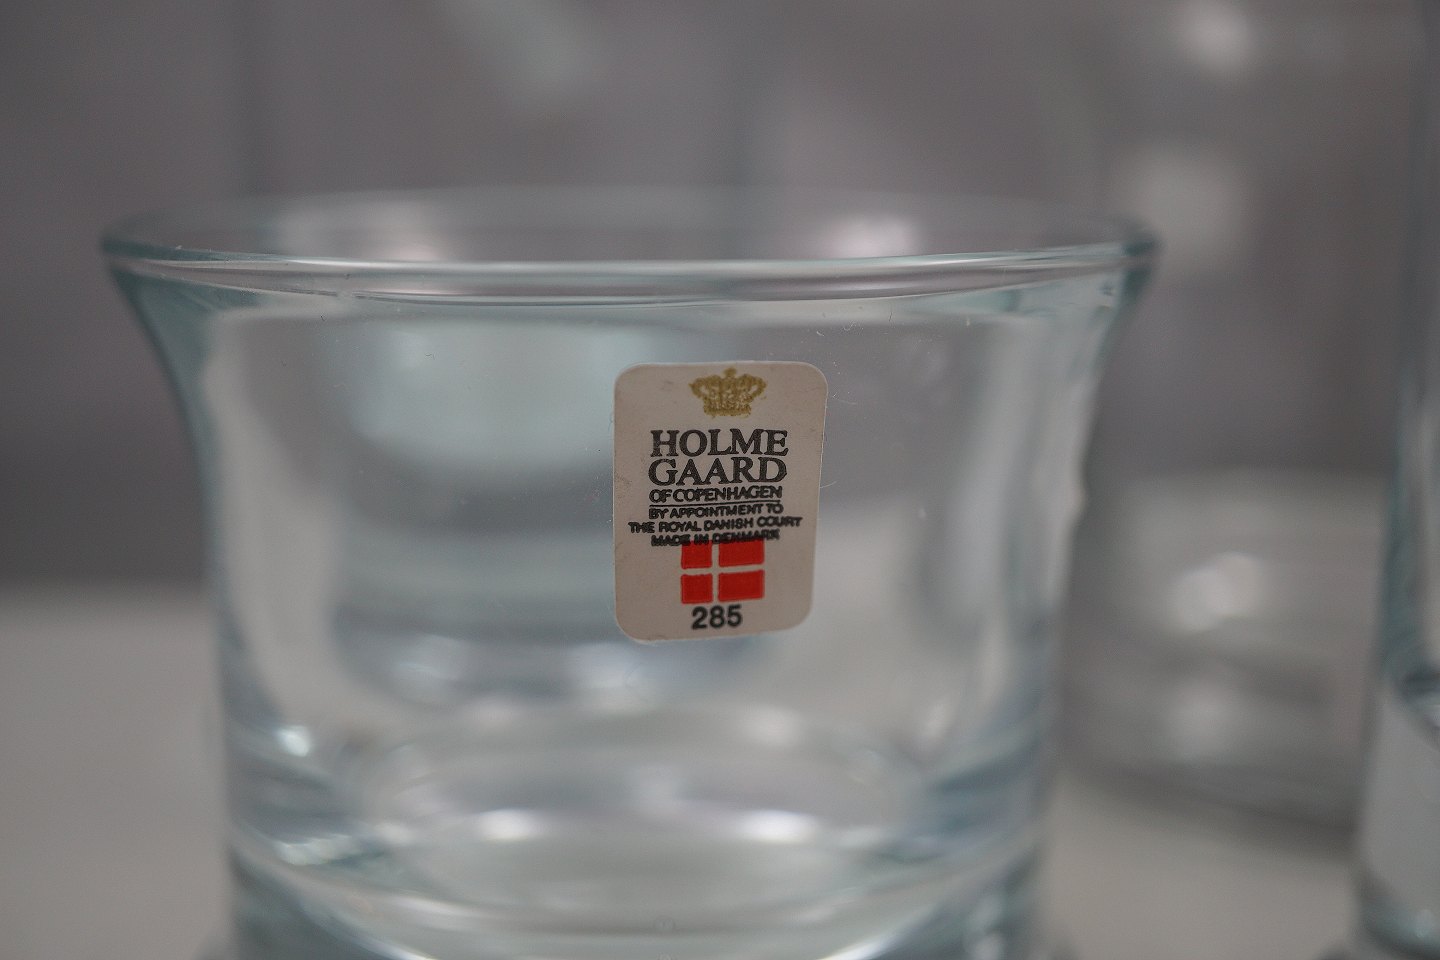 HOLME
GAARD
OF COPENHAGEN
BY APPOINTMENT TO
THE ROYAL DANISH COURT
MADE IN DENMARK
285